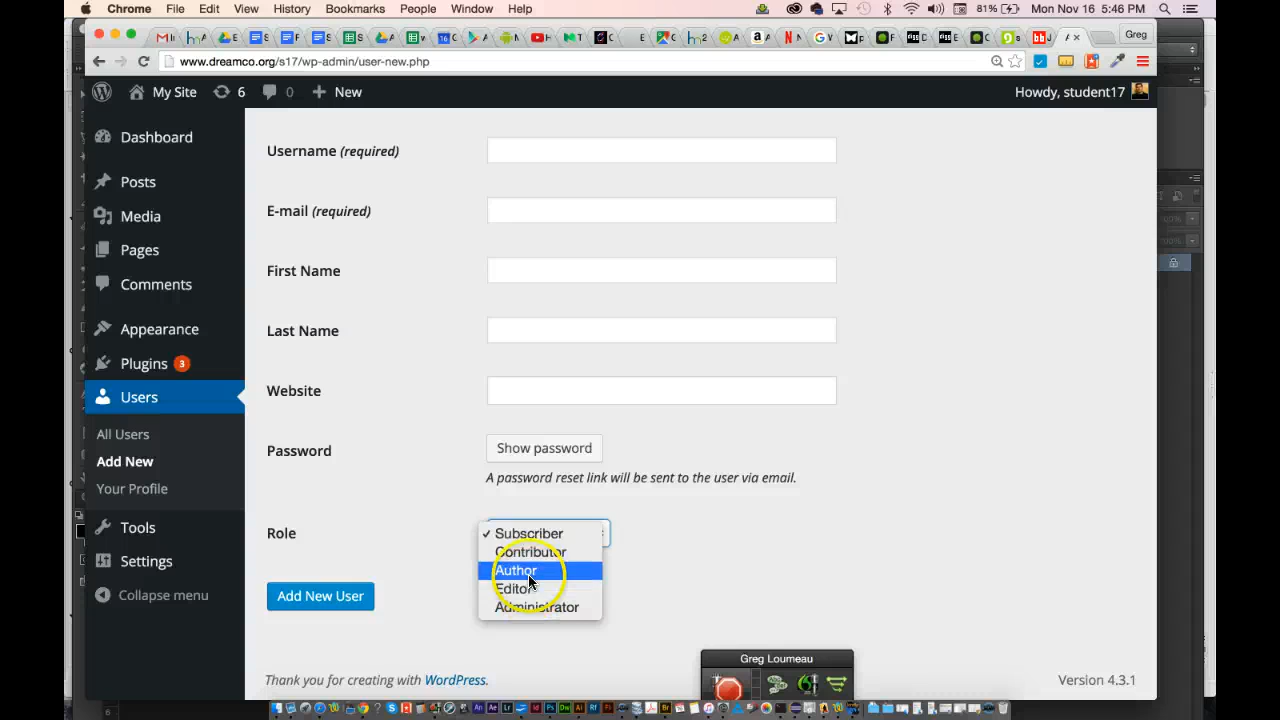 Chrome File Edit View History Bookmarks People Window Help 81% Mon Nov 16 5:46 PM
Greg
www.dreamco.org/s17/wp-admin/user-new.php
My Site 6 0 New Howdy, student17
Dashboard
Posts
Media
Pages
Comments
Appearance
Plugins 3
Users
All Users
Add New
Your Profile
Tools
Settings
Collapse menu
Username (required)
E-mail (required)
First Name
Last Name
Website
Password Show password
A password reset link will be sent to the user via email.
Role
Subscriber
Contributor
Author
Editor
Administrator
Add New User
Greg Loumeau
Thank you for creating with WordPress. Version 4.3.1